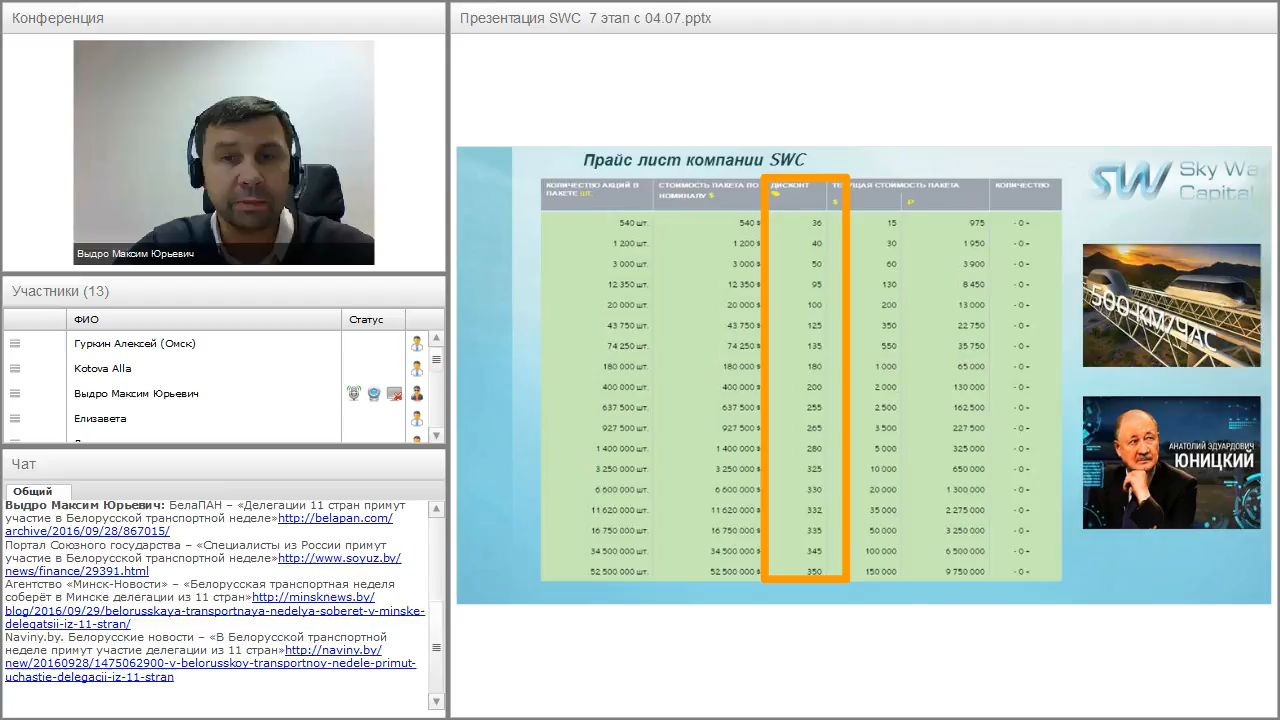 Конференция
Выдро Максим Юрьевич
Участники (13)
ФИО Статус
Гуркин Алексей (Омск)
Kotova Alla
Выдро Максим Юрьевич
Елизавета
Чат
Общий
Выдро Максим Юрьевич: БелаПАН – «Делегации 11 стран примут
участие в Белорусской транспортной неделе»http://belapan.com/
archive/2016/09/28/867015/
Портал Союзного государства – «Специалисты из России примут
участие в Белорусской транспортной неделе»http://www.soyuz.by/
news/finance/29391.html
Агентство «Минск-Новости» – «Белорусская транспортная неделя
соберёт в Минске делегации из 11 стран»http://minsknews.by/
blog/2016/09/29/belorusskaya-transportnaya-nedelya-soberet-v-minske-
delegatsii-iz-11-stran/
Naviny.by. Белорусские новости – «В Белорусской транспортной
неделе примут участие делегации из 11 стран»http://naviny.by/
new/20160928/1475062900-v-belorusskoy-transportnoy-nedele-primut-
uchastie-delegacii-iz-11-stran
Презентация SWC 7 этап с 04.07.pptx
Прайс лист компании SWC
КОЛИЧЕСТВО АКЦИЙ В ПАКЕТЕ ШТ. СТОИМОСТЬ ПАКЕТА ПО НОМИНАЛУ $ ДИСКОНТ % ТЕКУЩАЯ СТОИМОСТЬ ПАКЕТА КОЛИЧЕСТВО
$ ₽
540 шт. 540 $ 36 15 975 - 0 -
1 200 шт. 1 200 $ 40 30 1 950 - 0 -
3 000 шт. 3 000 $ 50 60 3 900 - 0 -
12 350 шт. 12 350 $ 95 130 8 450 - 0 -
20 000 шт. 20 000 $ 100 200 13 000 - 0 -
43 750 шт. 43 750 $ 125 350 22 750 - 0 -
74 250 шт. 74 250 $ 135 550 35 750 - 0 -
180 000 шт. 180 000 $ 180 1 000 65 000 - 0 -
400 000 шт. 400 000 $ 200 2 000 130 000 - 0 -
637 500 шт. 637 500 $ 255 2 500 162 500 - 0 -
927 500 шт. 927 500 $ 265 3 500 227 500 - 0 -
1 400 000 шт. 1 400 000 $ 280 5 000 325 000 - 0 -
3 250 000 шт. 3 250 000 $ 325 10 000 650 000 - 0 -
6 600 000 шт. 6 600 000 $ 330 20 000 1 300 000 - 0 -
11 620 000 шт. 11 620 000 $ 332 35 000 2 275 000 - 0 -
16 750 000 шт. 16 750 000 $ 335 50 000 3 250 000 - 0 -
34 500 000 шт. 34 500 000 $ 345 100 000 6 500 000 - 0 -
52 500 000 шт. 52 500 000 $ 350 150 000 9 750 000 - 0 -
SW Sky Wa
Capital
500 КМ/ЧАС
АНАТОЛИЙ ЭДУАРДОВИЧ
ЮНИЦКИЙ